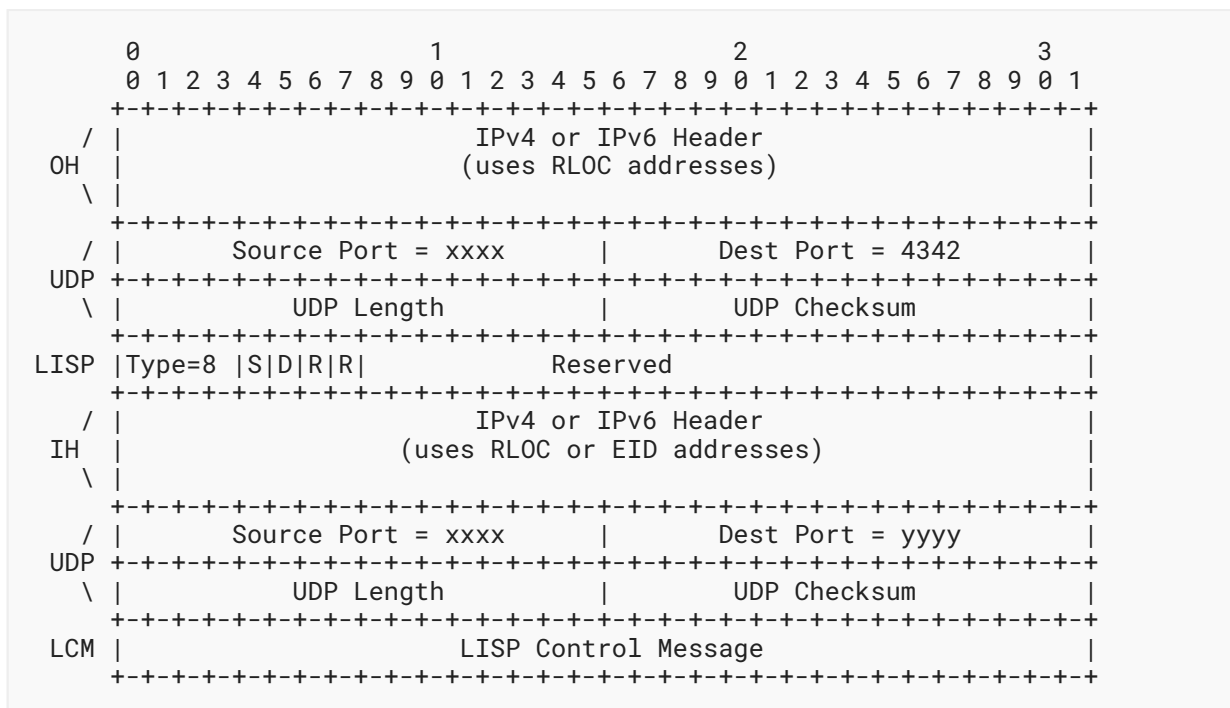 0                   1                   2                   3
       0 1 2 3 4 5 6 7 8 9 0 1 2 3 4 5 6 7 8 9 0 1 2 3 4 5 6 7 8 9 0 1
      +-+-+-+-+-+-+-+-+-+-+-+-+-+-+-+-+-+-+-+-+-+-+-+-+-+-+-+-+-+-+-+-+
    / |                       IPv4 or IPv6 Header                     |
  OH  |                      (uses RLOC addresses)                    |
    \ |                                                               |
      +-+-+-+-+-+-+-+-+-+-+-+-+-+-+-+-+-+-+-+-+-+-+-+-+-+-+-+-+-+-+-+-+
    / |       Source Port = xxxx      |       Dest Port = 4342        |
  UDP +-+-+-+-+-+-+-+-+-+-+-+-+-+-+-+-+-+-+-+-+-+-+-+-+-+-+-+-+-+-+-+-+
    \ |           UDP Length          |        UDP Checksum           |
      +-+-+-+-+-+-+-+-+-+-+-+-+-+-+-+-+-+-+-+-+-+-+-+-+-+-+-+-+-+-+-+-+
 LISP |Type=8 |S|D|R|R|            Reserved                           |
      +-+-+-+-+-+-+-+-+-+-+-+-+-+-+-+-+-+-+-+-+-+-+-+-+-+-+-+-+-+-+-+-+
    / |                       IPv4 or IPv6 Header                     |
  IH  |                  (uses RLOC or EID addresses)                 |
    \ |                                                               |
      +-+-+-+-+-+-+-+-+-+-+-+-+-+-+-+-+-+-+-+-+-+-+-+-+-+-+-+-+-+-+-+-+
    / |       Source Port = xxxx      |       Dest Port = yyyy        |
  UDP +-+-+-+-+-+-+-+-+-+-+-+-+-+-+-+-+-+-+-+-+-+-+-+-+-+-+-+-+-+-+-+-+
    \ |           UDP Length          |        UDP Checksum           |
      +-+-+-+-+-+-+-+-+-+-+-+-+-+-+-+-+-+-+-+-+-+-+-+-+-+-+-+-+-+-+-+-+
  LCM |                      LISP Control Message                     |
      +-+-+-+-+-+-+-+-+-+-+-+-+-+-+-+-+-+-+-+-+-+-+-+-+-+-+-+-+-+-+-+-+